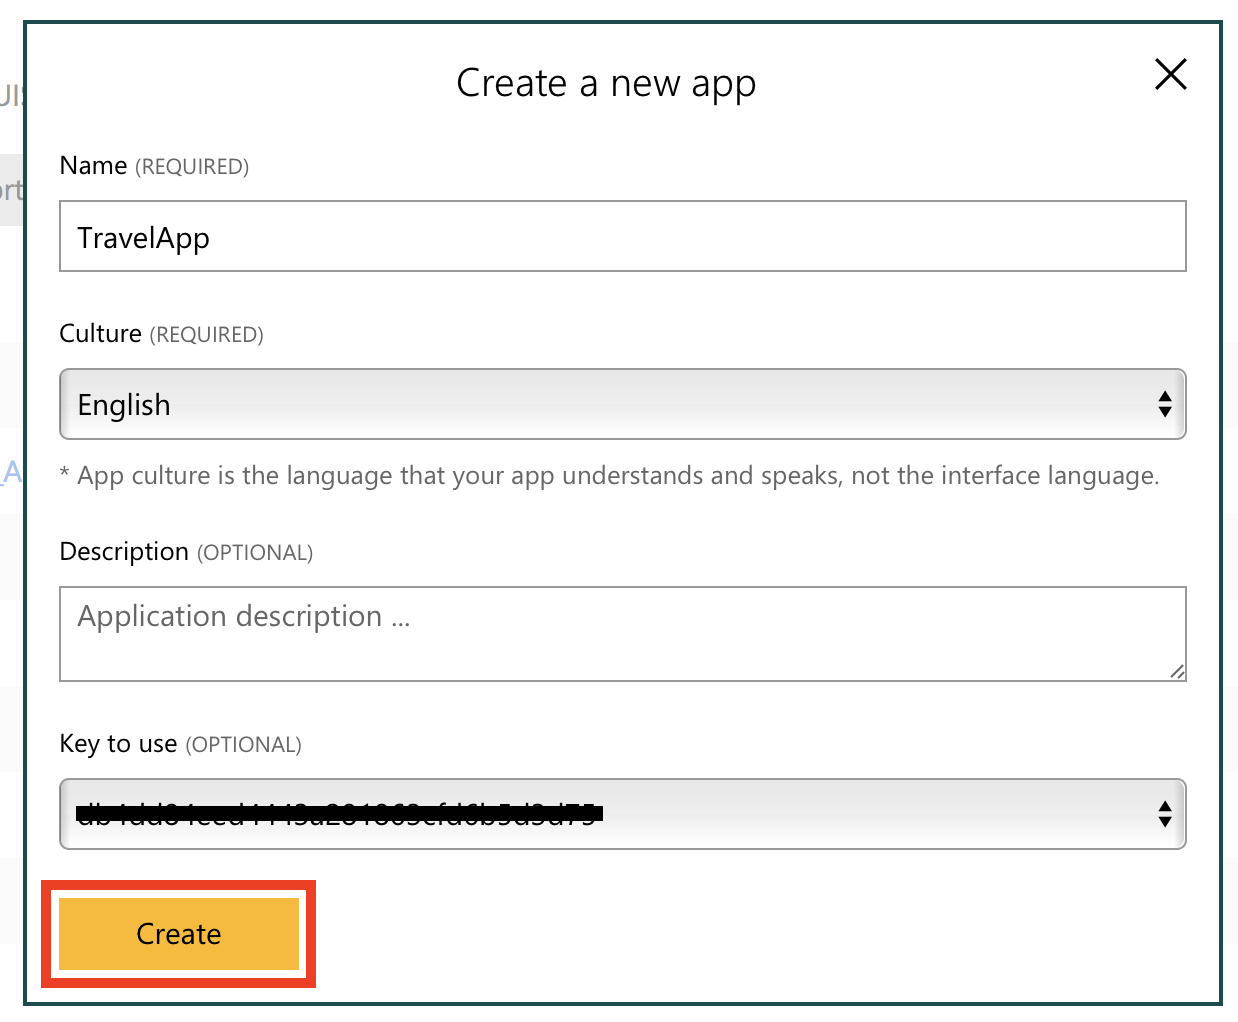 Create a new app
Name (REQUIRED)
TravelApp
Culture (REQUIRED)
English
* App culture is the language that your app understands and speaks, not the interface language.
Description (OPTIONAL)
Application description ...
Key to use (OPTIONAL)
Create